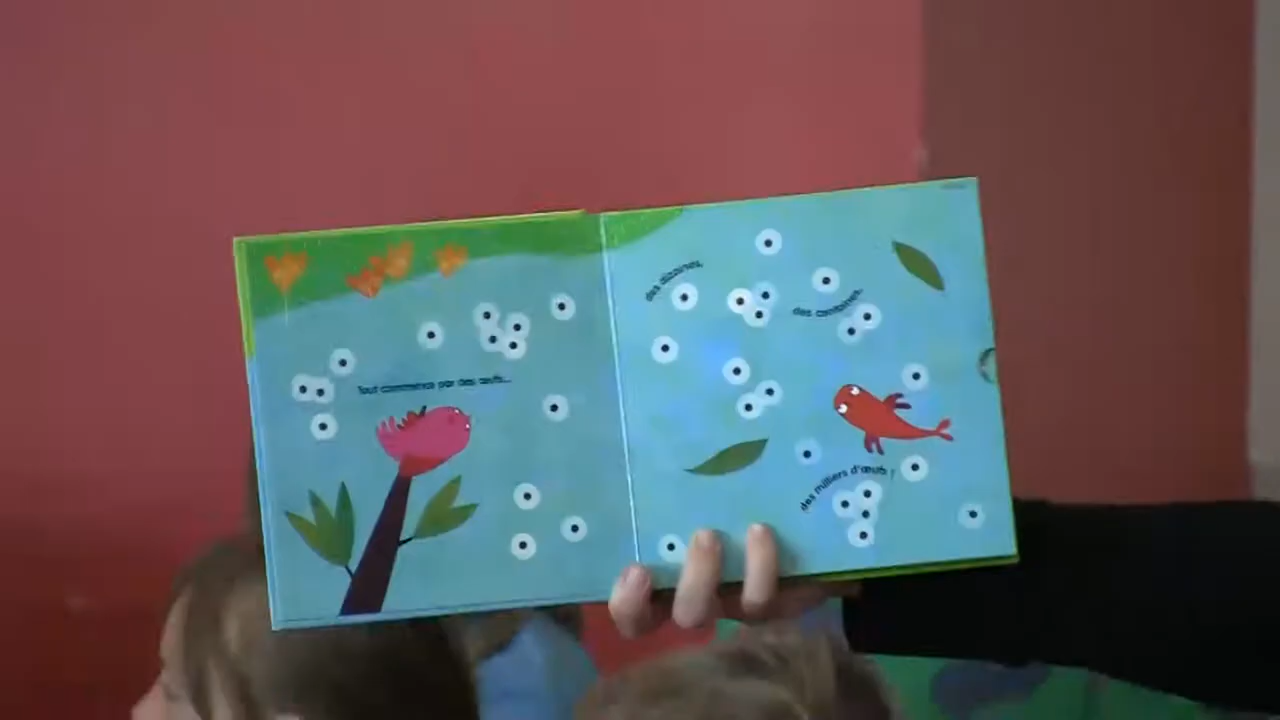 Tout commence par des œufs...
des dizaines,
des centaines,
des milliers d'œufs !